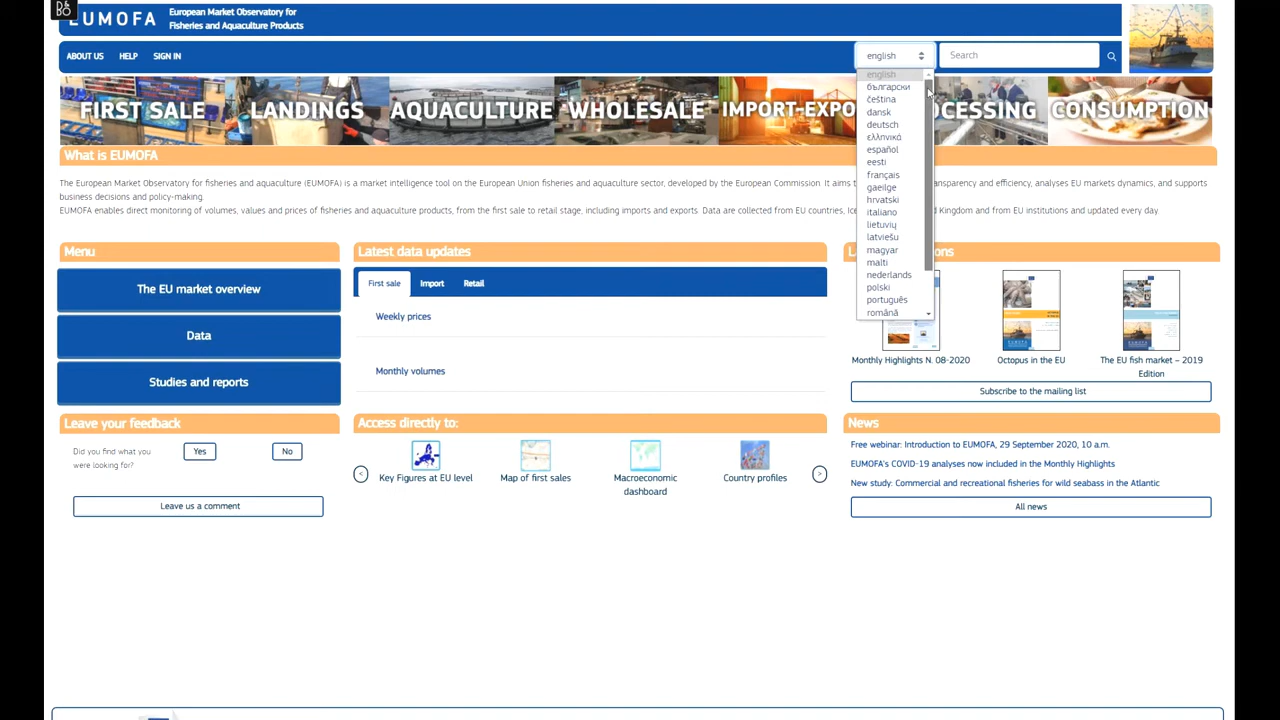 EUMOFA
European Market Observatory for
Fisheries and Aquaculture Products
ABOUT US
HELP
SIGN IN
english
Search
english
български
čeština
dansk
deutsch
ελληνικά
español
eesti
français
gaeilge
hrvatski
italiano
lietuvių
latviešu
magyar
malti
nederlands
polski
português
română
FIRST SALE
LANDINGS
AQUACULTURE
WHOLESALE
IMPORT-EXPO
CESSING
CONSUMPTION
What is EUMOFA
The European Market Observatory for fisheries and aquaculture (EUMOFA) is a market intelligence tool on the European Union fisheries and aquaculture sector, developed by the European Commission. It aims t
nsparency and efficiency, analyses EU markets dynamics, and supports
business decisions and policy-making.
EUMOFA enables direct monitoring of volumes, values and prices of fisheries and aquaculture products, from the first sale to retail stage, including imports and exports. Data are collected from EU countries, Ice
d Kingdom and from EU institutions and updated every day.
Menu
The EU market overview
Data
Studies and reports
Leave your feedback
Did you find what you
were looking for?
Yes
No
Leave us a comment
Latest data updates
First sale
Import
Retail
Weekly prices
Monthly volumes
Access directly to:
<
Key Figures at EU level
Map of first sales
Macroeconomic
dashboard
Country profiles
>
L
ons
Monthly Highlights N. 08-2020
Octopus in the EU
The EU fish market – 2019
Edition
Subscribe to the mailing list
News
Free webinar: Introduction to EUMOFA, 29 September 2020, 10 a.m.
EUMOFA's COVID-19 analyses now included in the Monthly Highlights
New study: Commercial and recreational fisheries for wild seabass in the Atlantic
All news